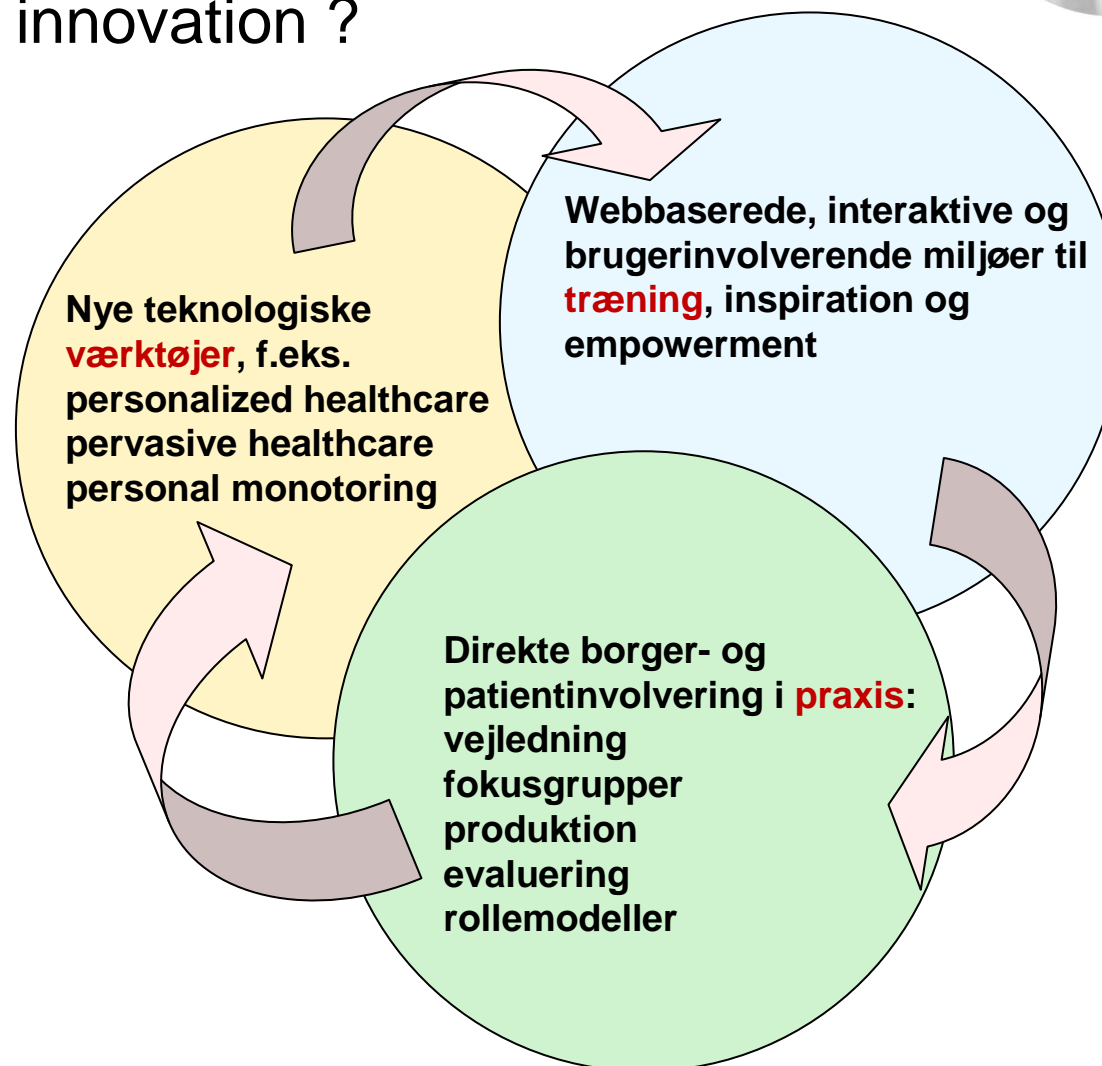 innovation ?
Nye teknologiske
værktøjer, f.eks.
personalized healthcare
pervasive healthcare
personal monotoring
Webbaserede, interaktive og
brugerinvolverende miljøer til
træning, inspiration og
empowerment
Direkte borger- og
patientinvolvering i praxis:
vejledning
fokusgrupper
produktion
evaluering
rollemodeller